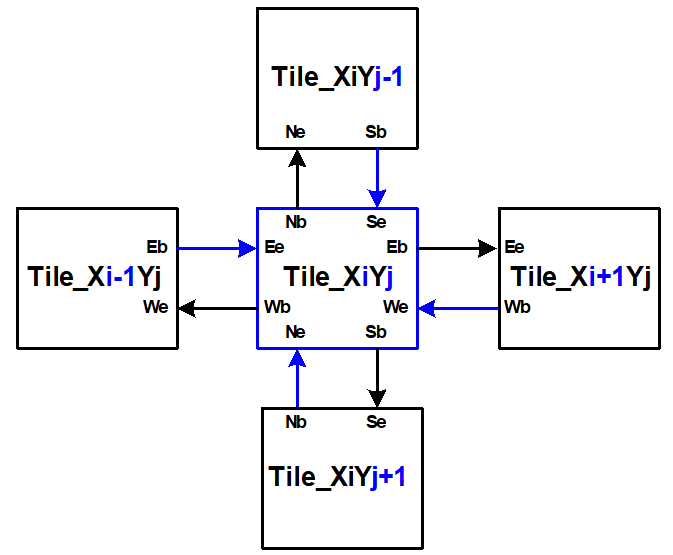 Tile_XiYj-1
Ne Sb
Nb Se
Eb Ee Eb Ee
Tile_Xi-1Yj Tile_XiYj Tile_Xi+1Yj
We Wb We Wb
Ne Sb
Nb Se
Tile_XiYj+1